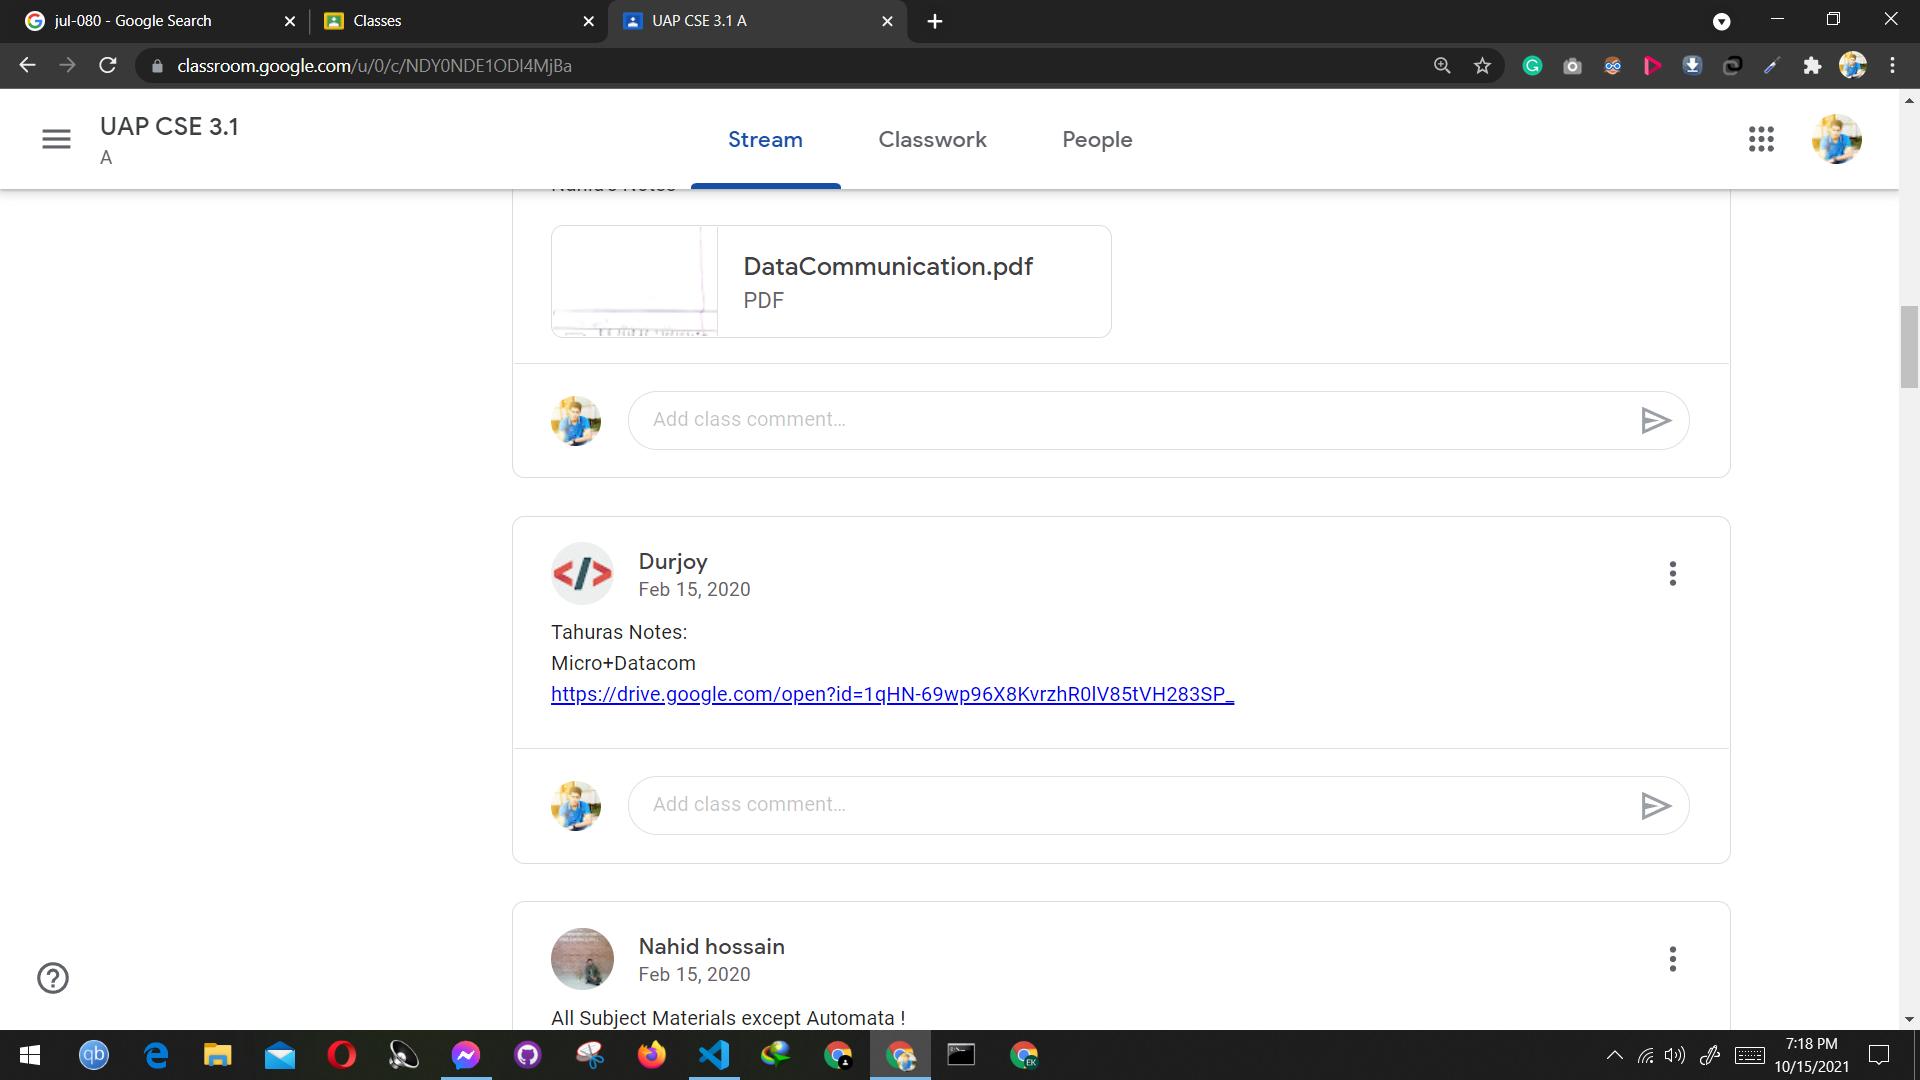 jul-080 - Google Search
Classes
UAP CSE 3.1 A
classroom.google.com/u/0/c/NDY0NDE1ODI4MjBa
UAP CSE 3.1
A
Stream
Classwork
People
DataCommunication.pdf
PDF
Add class comment...
Durjoy
Feb 15, 2020
Tahuras Notes:
Micro+Datacom
https://drive.google.com/open?id=1qHN-69wp96X8KvrzhR0lV85tVH283SP_
Add class comment...
Nahid hossain
Feb 15, 2020
All Subject Materials except Automata !
qb
EK
7:18 PM
10/15/2021